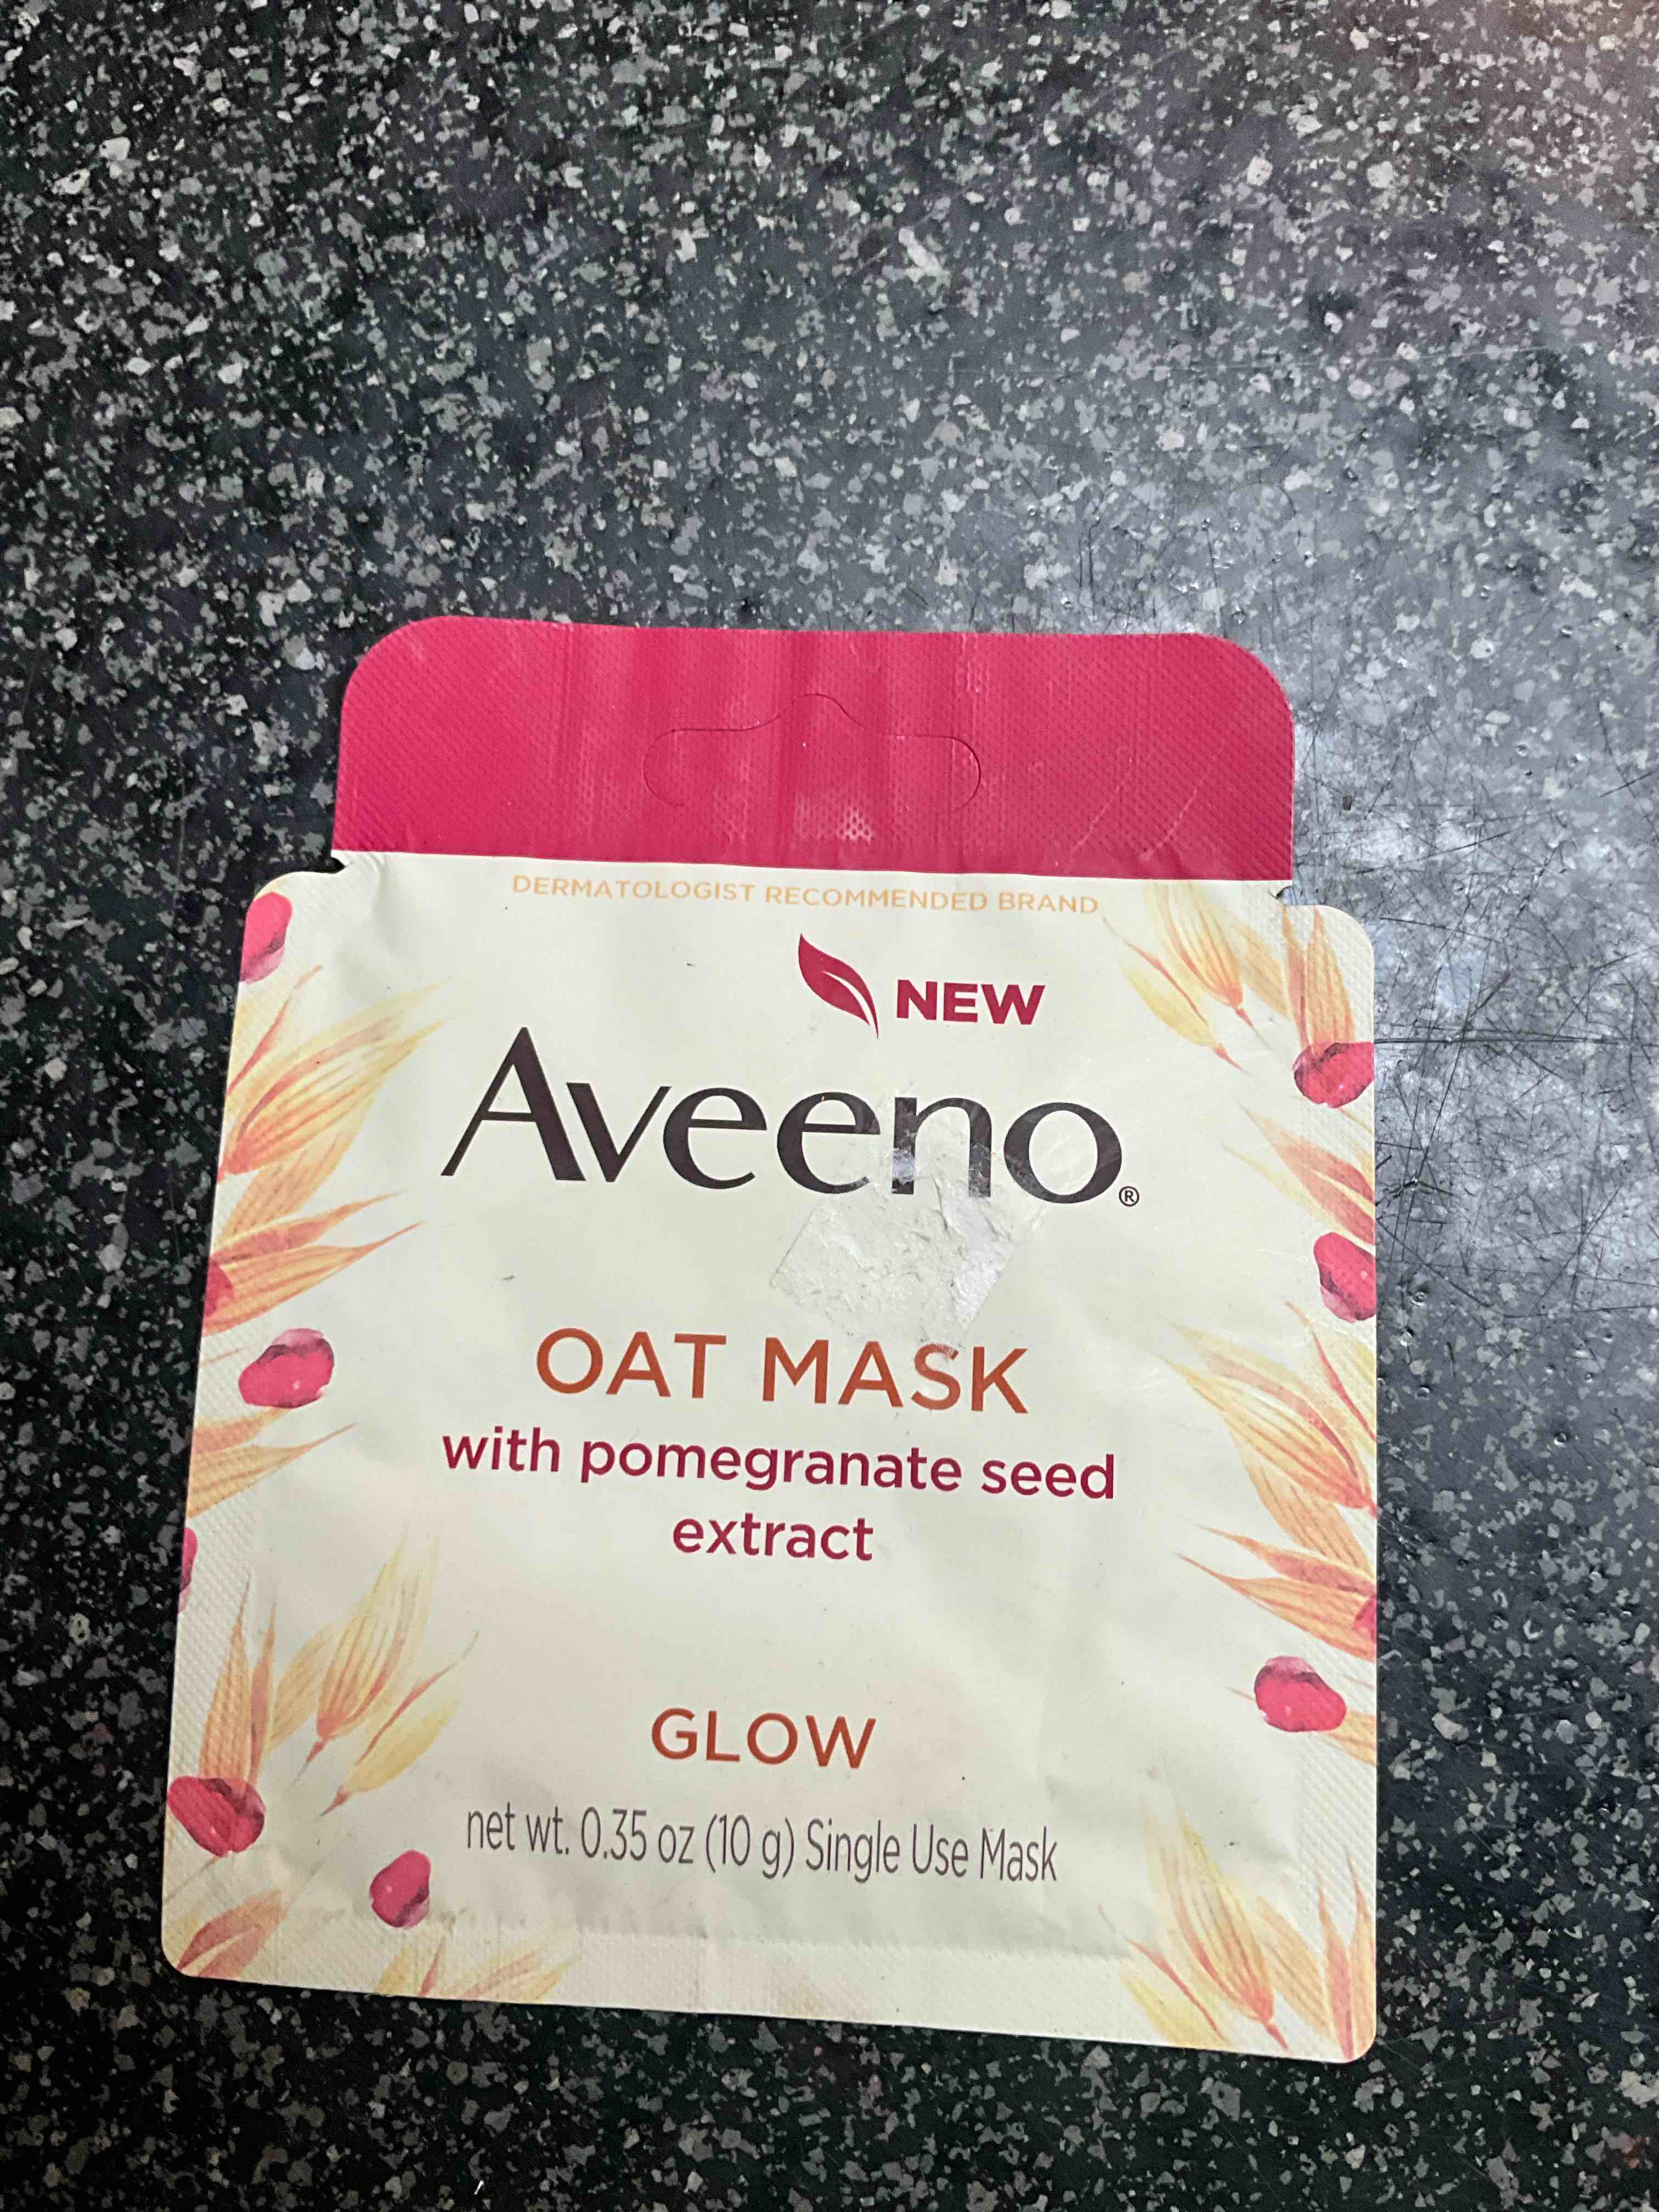 DERMATOLOGIST RECOMMENDED BRAND
NEW
Aveeno®
OAT MASK
with pomegranate seed
extract
GLOW
net wt. 0.35 oz (10 g) Single Use Mask